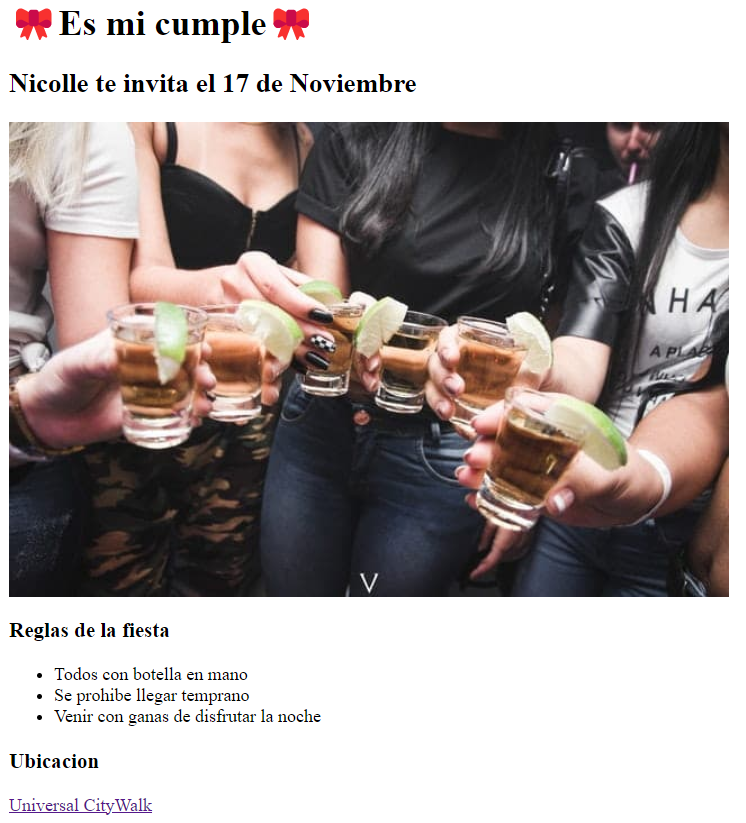 🎀Es mi cumple🎀
Nicolle te invita el 17 de Noviembre
HA
V
Reglas de la fiesta
Todos con botella en mano
Se prohibe llegar temprano
Venir con ganas de disfrutar la noche
Ubicacion
Universal CityWalk